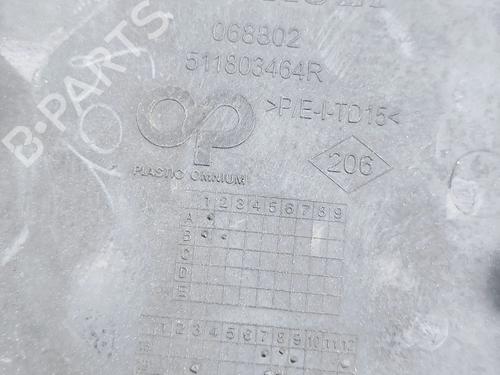 068802
511803464R
>P/E-I-TD15<
206
PLASTIC OMNIUM
1 2 3 4 5 6 7 8 9
A
B
C
D
E
1 2 3 4 5 6 7 8 9 10 11 12
B-PARTS